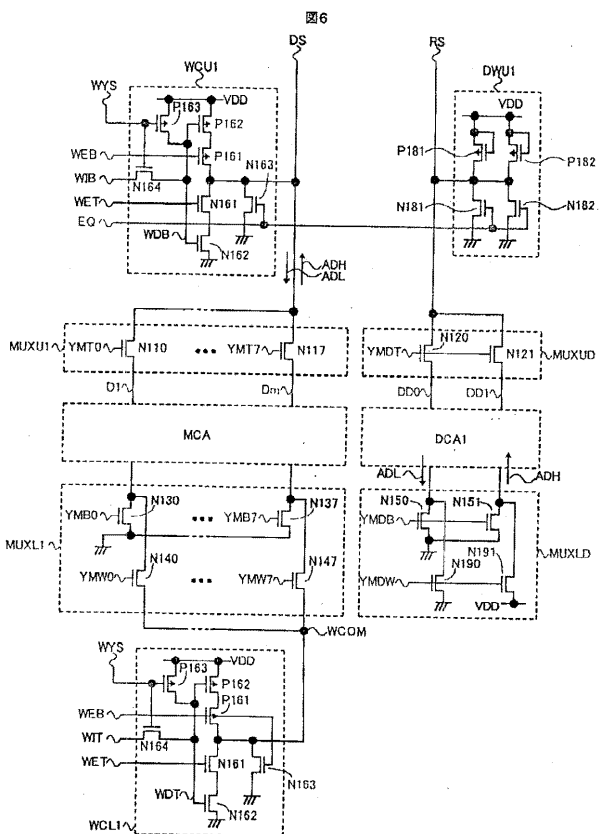 図6
DS
RS
WCU1
DWU1
WYS
P163
VDD
P162
VDD
WEB
P161
N163
P181
P182
WIB
N164
WET
N161
N181
N182
EQ
WDB
N162
ADH
ADL
MUXU1
YMT0
N110
YMT7
N117
YMDT
N120
N121
MUXUD
D1
Dm
DD0
DD1
MCA
DCA1
ADL
ADH
N130
N137
N150
N151
YMB0
YMB7
YMDB
MUXL1
MUXLD
N140
N147
N190
N191
YMW0
YMW7
YMDW
VDD
WCOM
WYS
P163
VDD
P162
WEB
P161
WIT
N164
WET
N161
N163
WDT
N162
WCL1